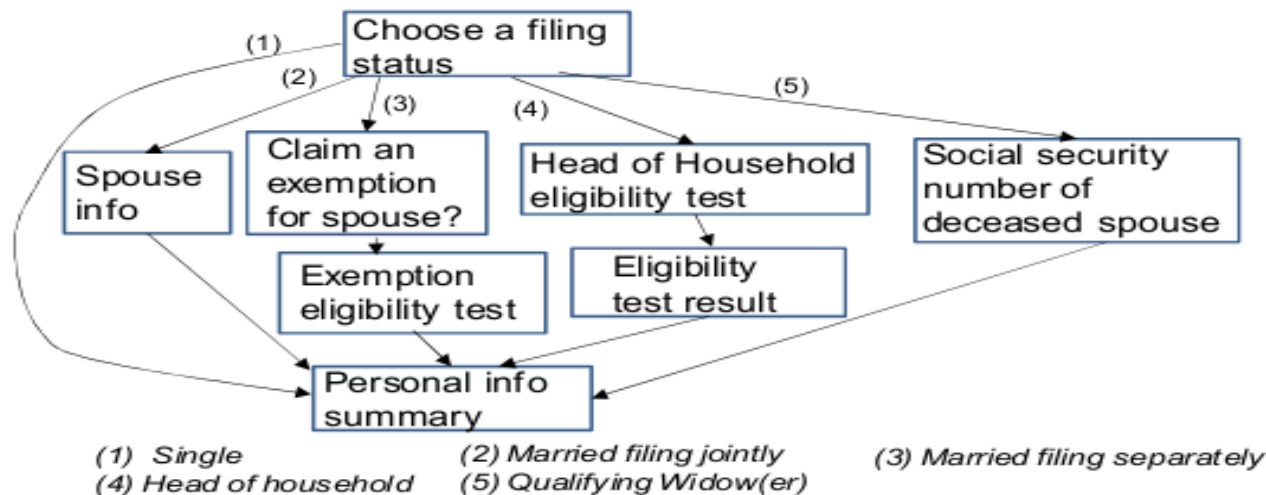 Choose a filing
status
(1)
(2)
(3)
(4)
(5)
Spouse
info
Claim an
exemption
for spouse?
Head of Household
eligibility test
Social security
number of
deceased spouse
Exemption
eligibility test
Eligibility
test result
Personal info
summary
(1) Single
(2) Married filing jointly
(3) Married filing separately
(4) Head of household
(5) Qualifying Widow(er)